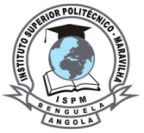 INSTITUTO SUPERIOR POLITÉCNICO - MARAVILHA
ISPM
BENGUELA
ANGOLA